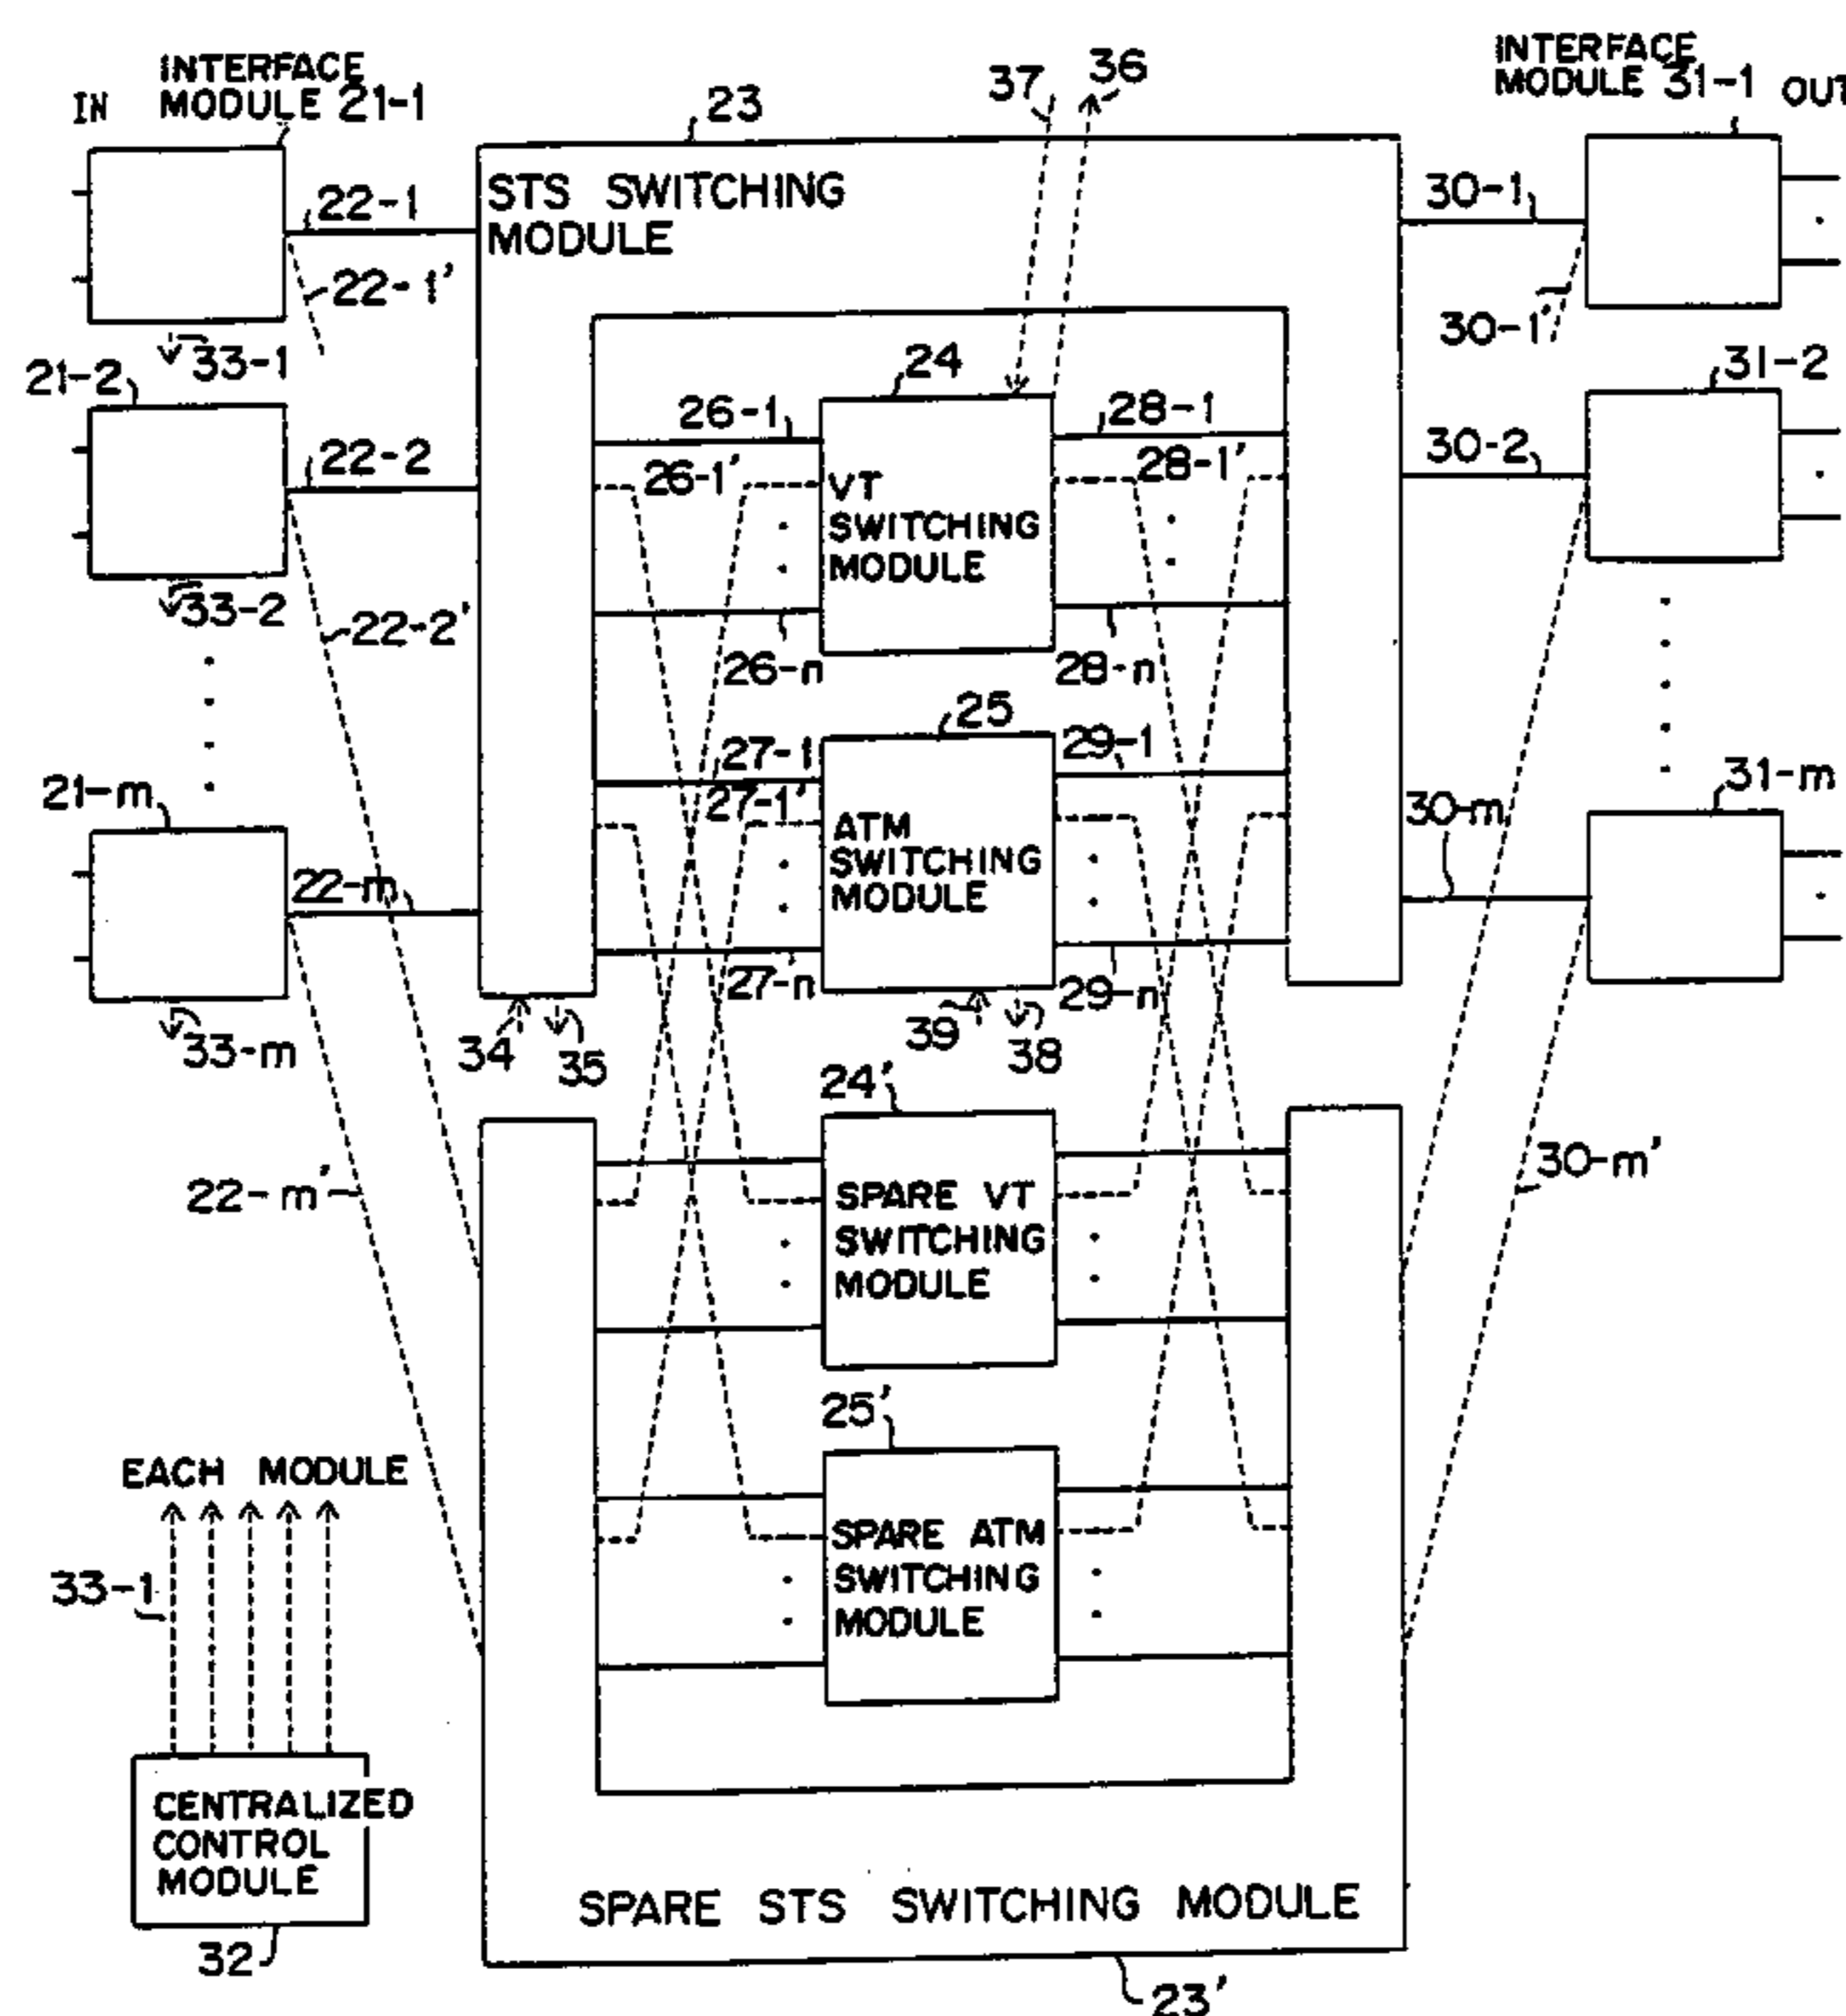 IN
INTERFACE
MODULE 21-1
23
37
36
INTERFACE
MODULE 31-1
OUT
STS SWITCHING
MODULE
22-1
22-1'
33-1
30-1
30-1'
21-2
22-2
33-2
22-2'
24
26-1
26-1'
VT
SWITCHING
MODULE
28-1
28-1'
26-n
28-n
31-2
30-2
25
27-1
27-1'
ATM
SWITCHING
MODULE
29-1
27-n
29-n
21-m
22-m
33-m
30-m
31-m
34
35
39
38
24'
22-m'
30-m'
SPARE VT
SWITCHING
MODULE
25'
SPARE ATM
SWITCHING
MODULE
EACH MODULE
33-1
CENTRALIZED
CONTROL
MODULE
32
SPARE STS SWITCHING MODULE
23'